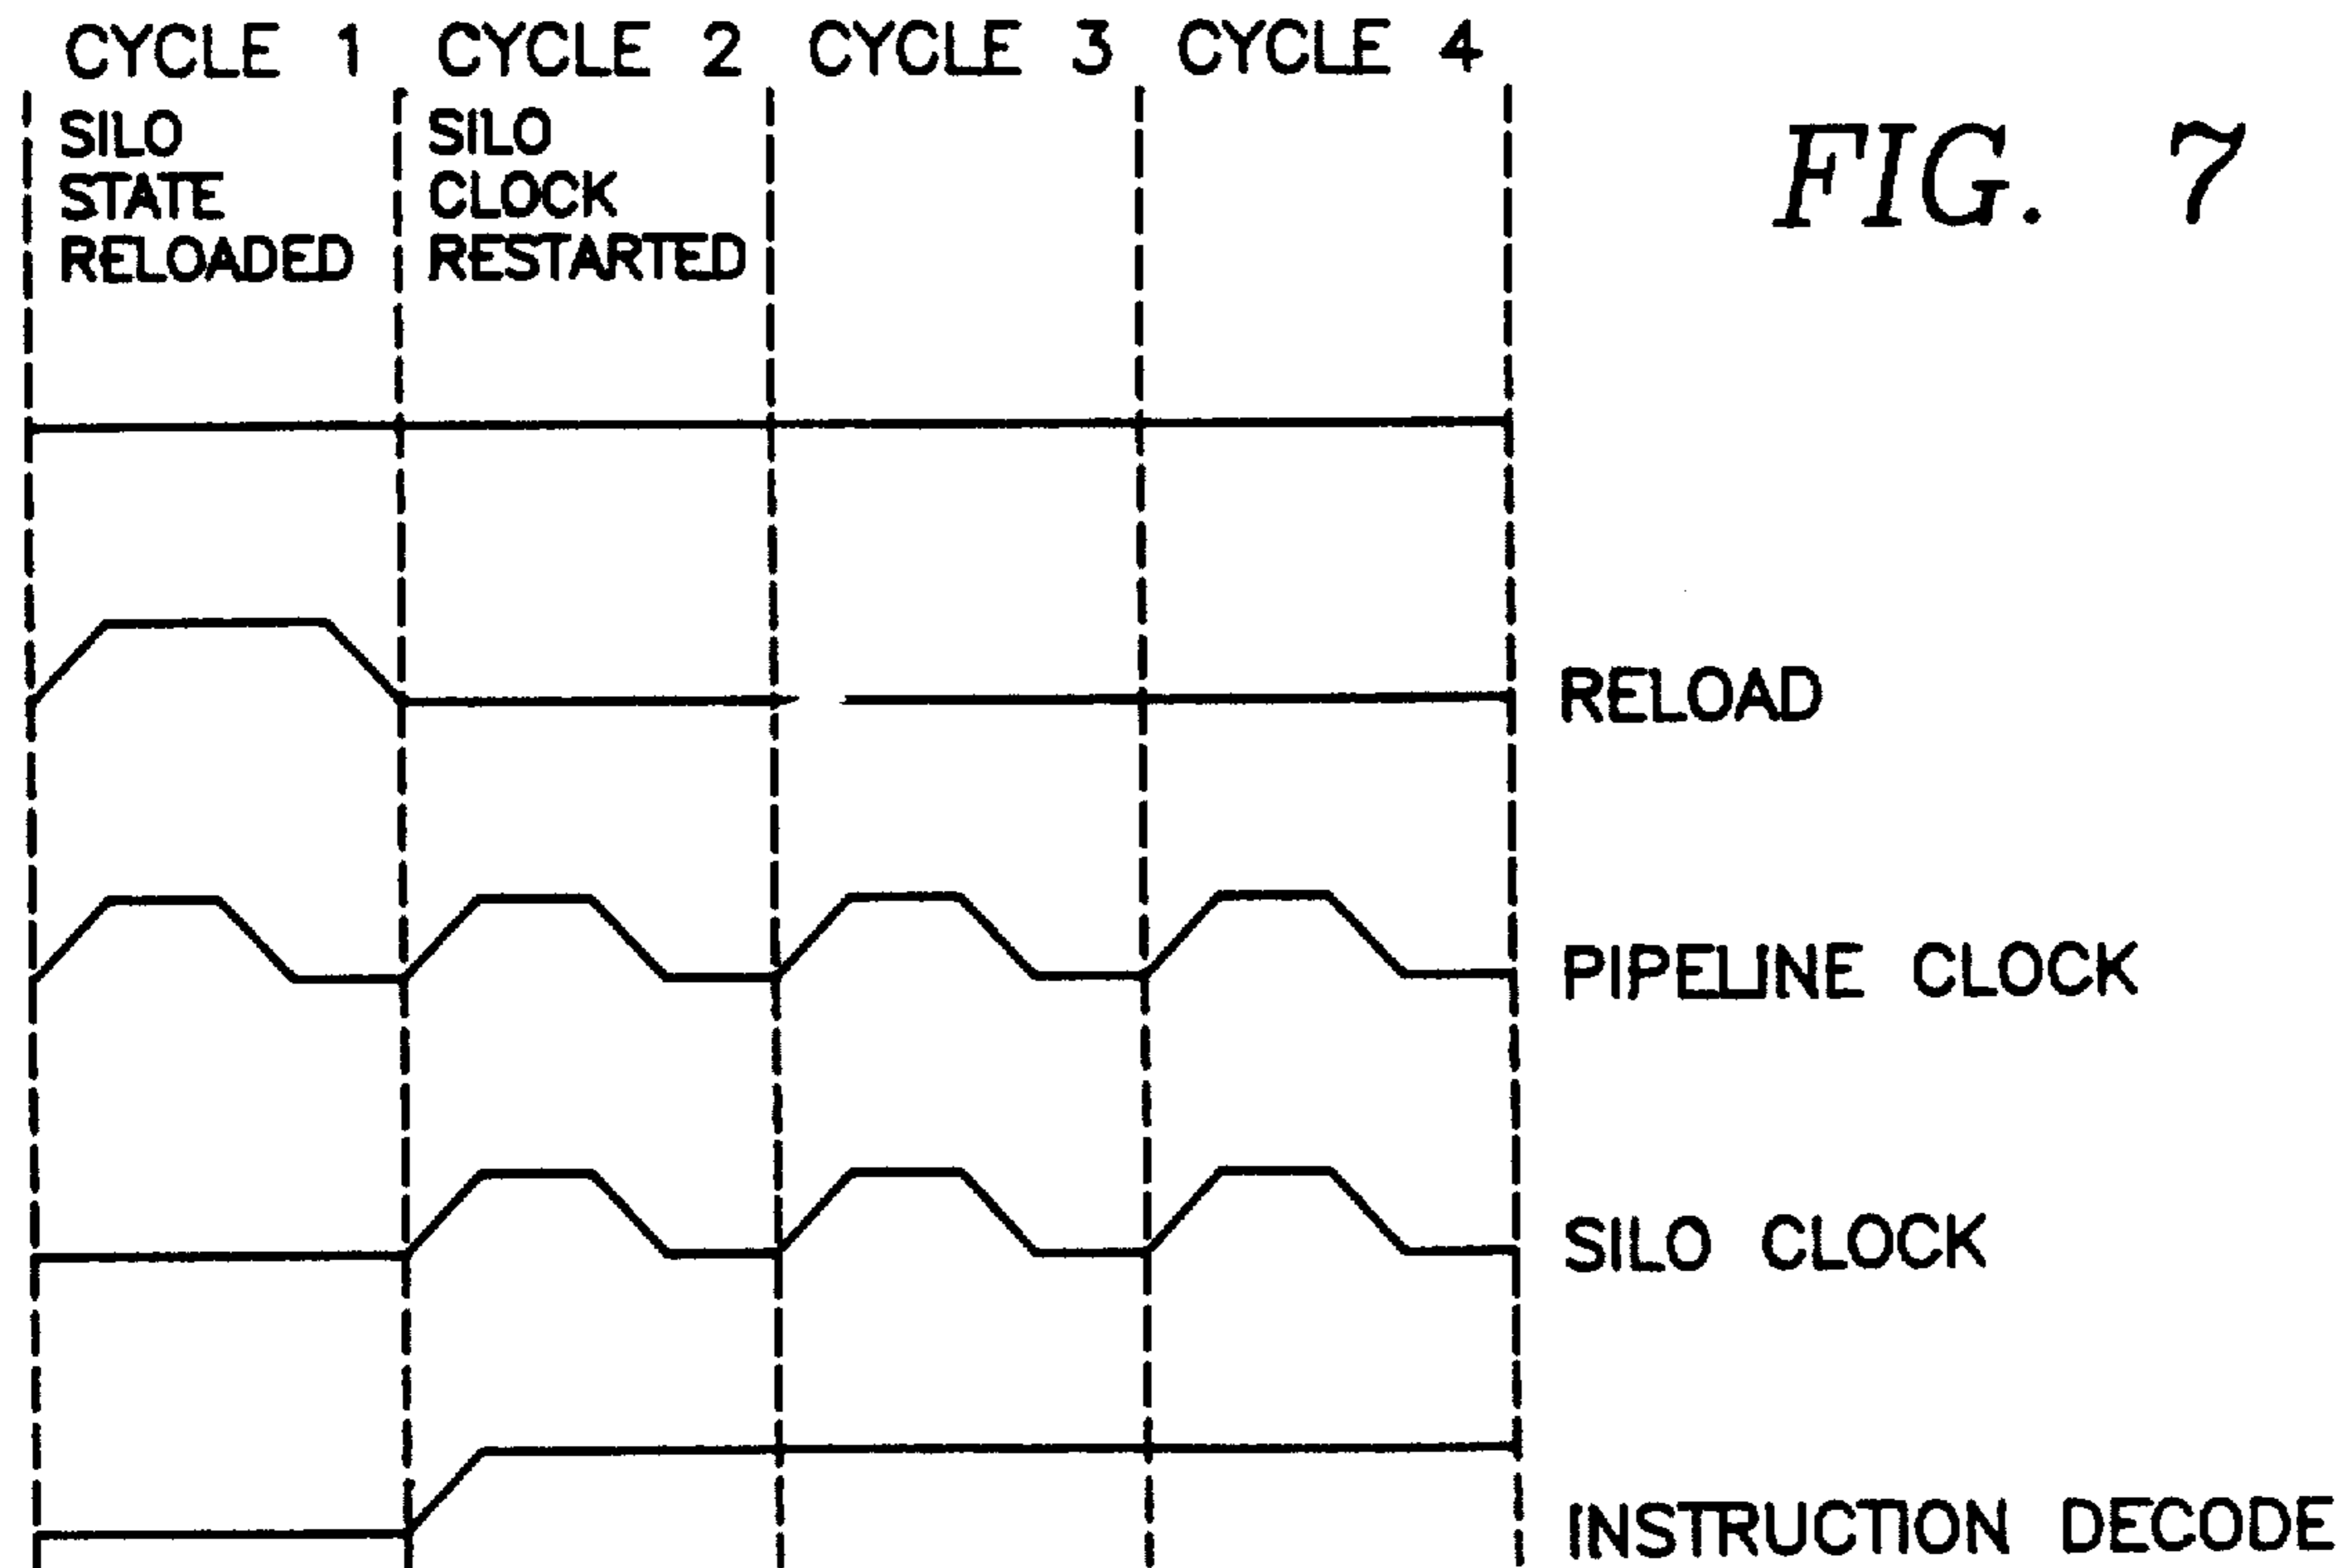 CYCLE 1 CYCLE 2 CYCLE 3 CYCLE 4
SILO
STATE
RELOADED
SILO
CLOCK
RESTARTED
FIG. 7
RELOAD
PIPELINE CLOCK
SILO CLOCK
INSTRUCTION DECODE